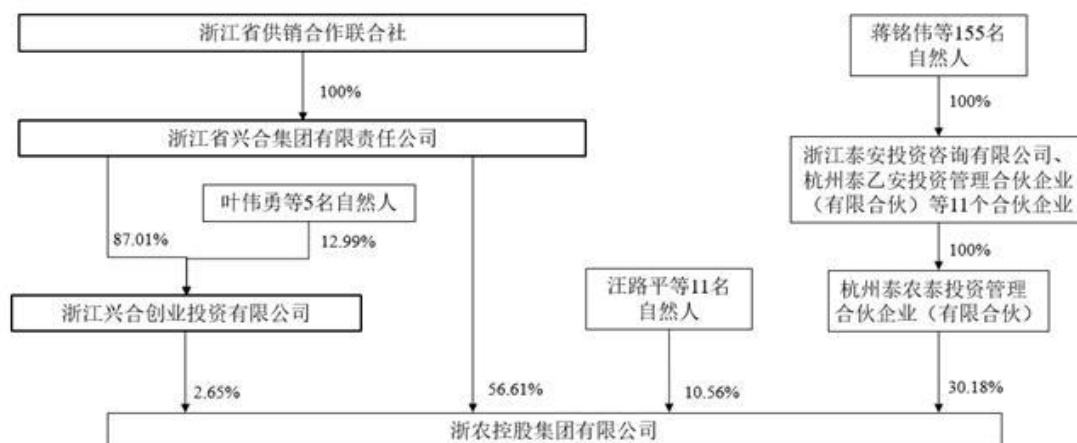 浙江省供销合作联合社
蒋铭伟等155名
自然人
100%
100%
浙江省兴合集团有限责任公司
浙江泰安投资咨询有限公司、
杭州泰乙安投资管理合伙企业
（有限合伙）等11个合伙企业
叶伟勇等5名自然人
87.01%
12.99%
100%
浙江兴合创业投资有限公司
汪路平等11名
自然人
杭州泰农泰投资管理
合伙企业（有限合伙）
2.65%
56.61%
10.56%
30.18%
浙农控股集团有限公司